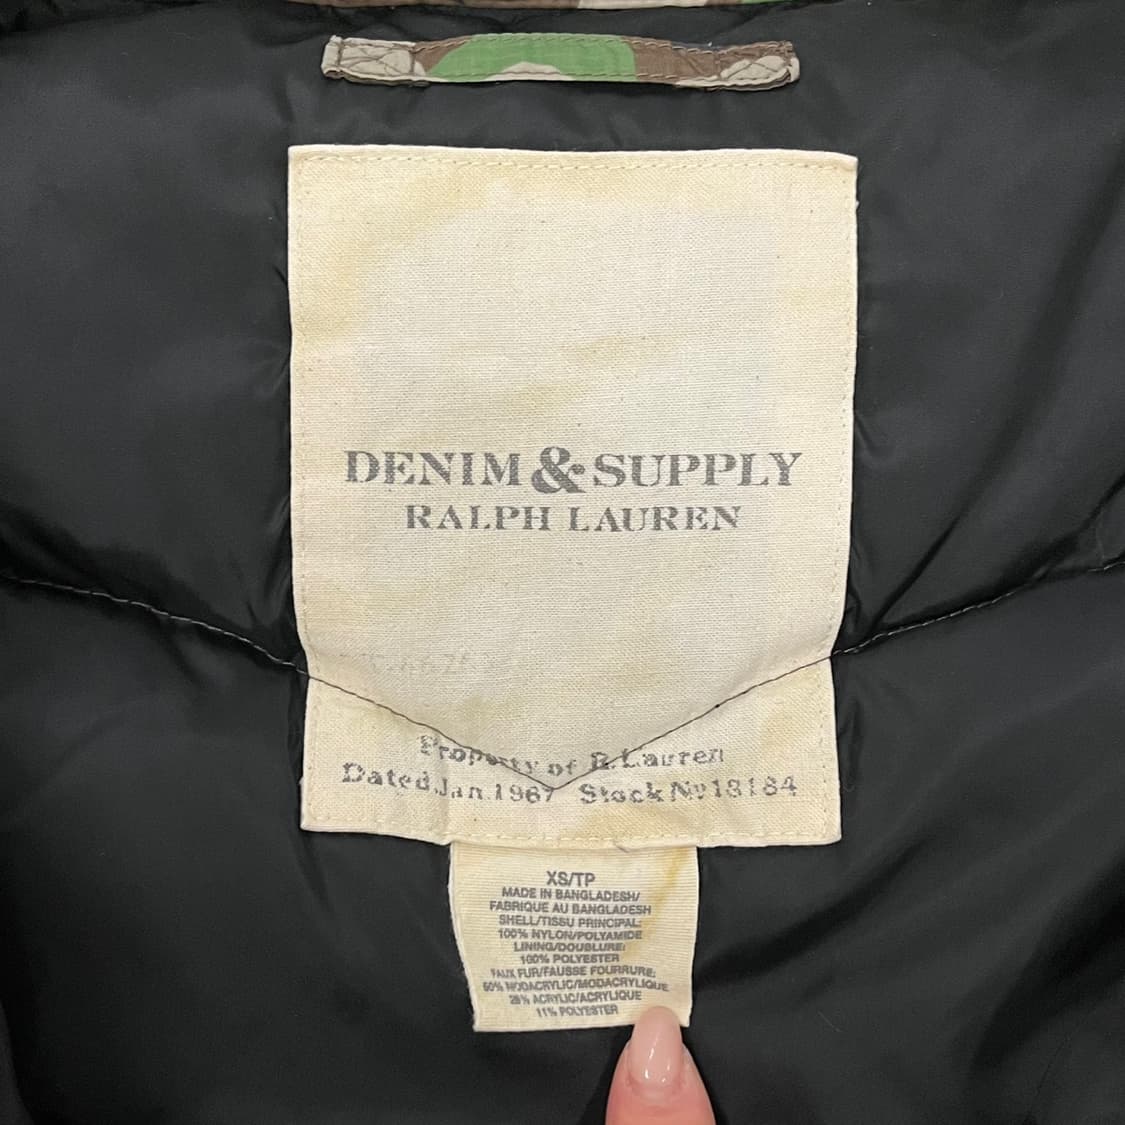 DENIM & SUPPLY
RALPH LAUREN
Property of R. Lauren
Dated Jan. 1967 Stock No 13184
XS/TP
MADE IN BANGLADESH/
FABRIQUE AU BANGLADESH
SHELL/TISSU PRINCIPAL:
100% NYLON/POLYAMIDE
LINING/DOUBLURE:
100% POLYESTER
FAUX FUR/FAUSSE FOURRURE:
MODACRYLIC/MODACRYLIQUE
ACRYLIC/ACRYLIQUE
11% POLYESTER